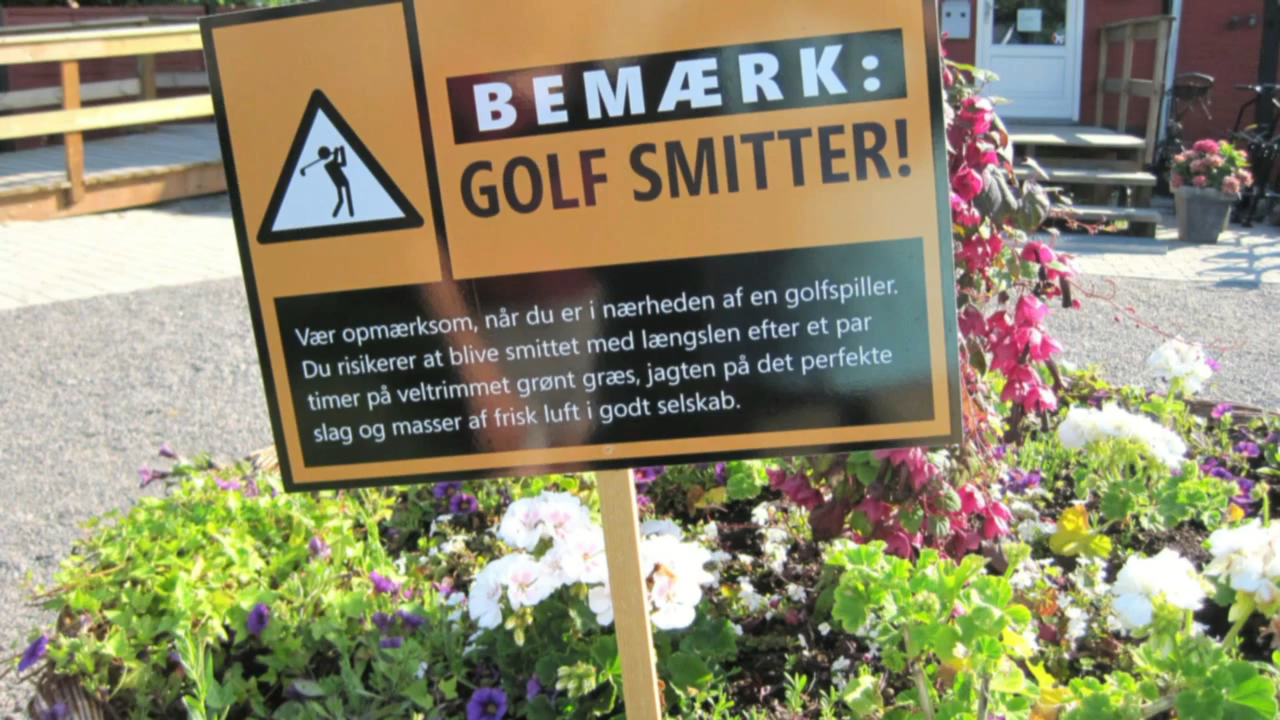 BEMÆRK:
GOLF SMITTER!
Vær opmærksom, når du er i nærheden af en golfspiller.
Du risikerer at blive smittet med længslen efter et par
timer på veltrimmet grønt græs, jagten på det perfekte
slag og masser af frisk luft i godt selskab.